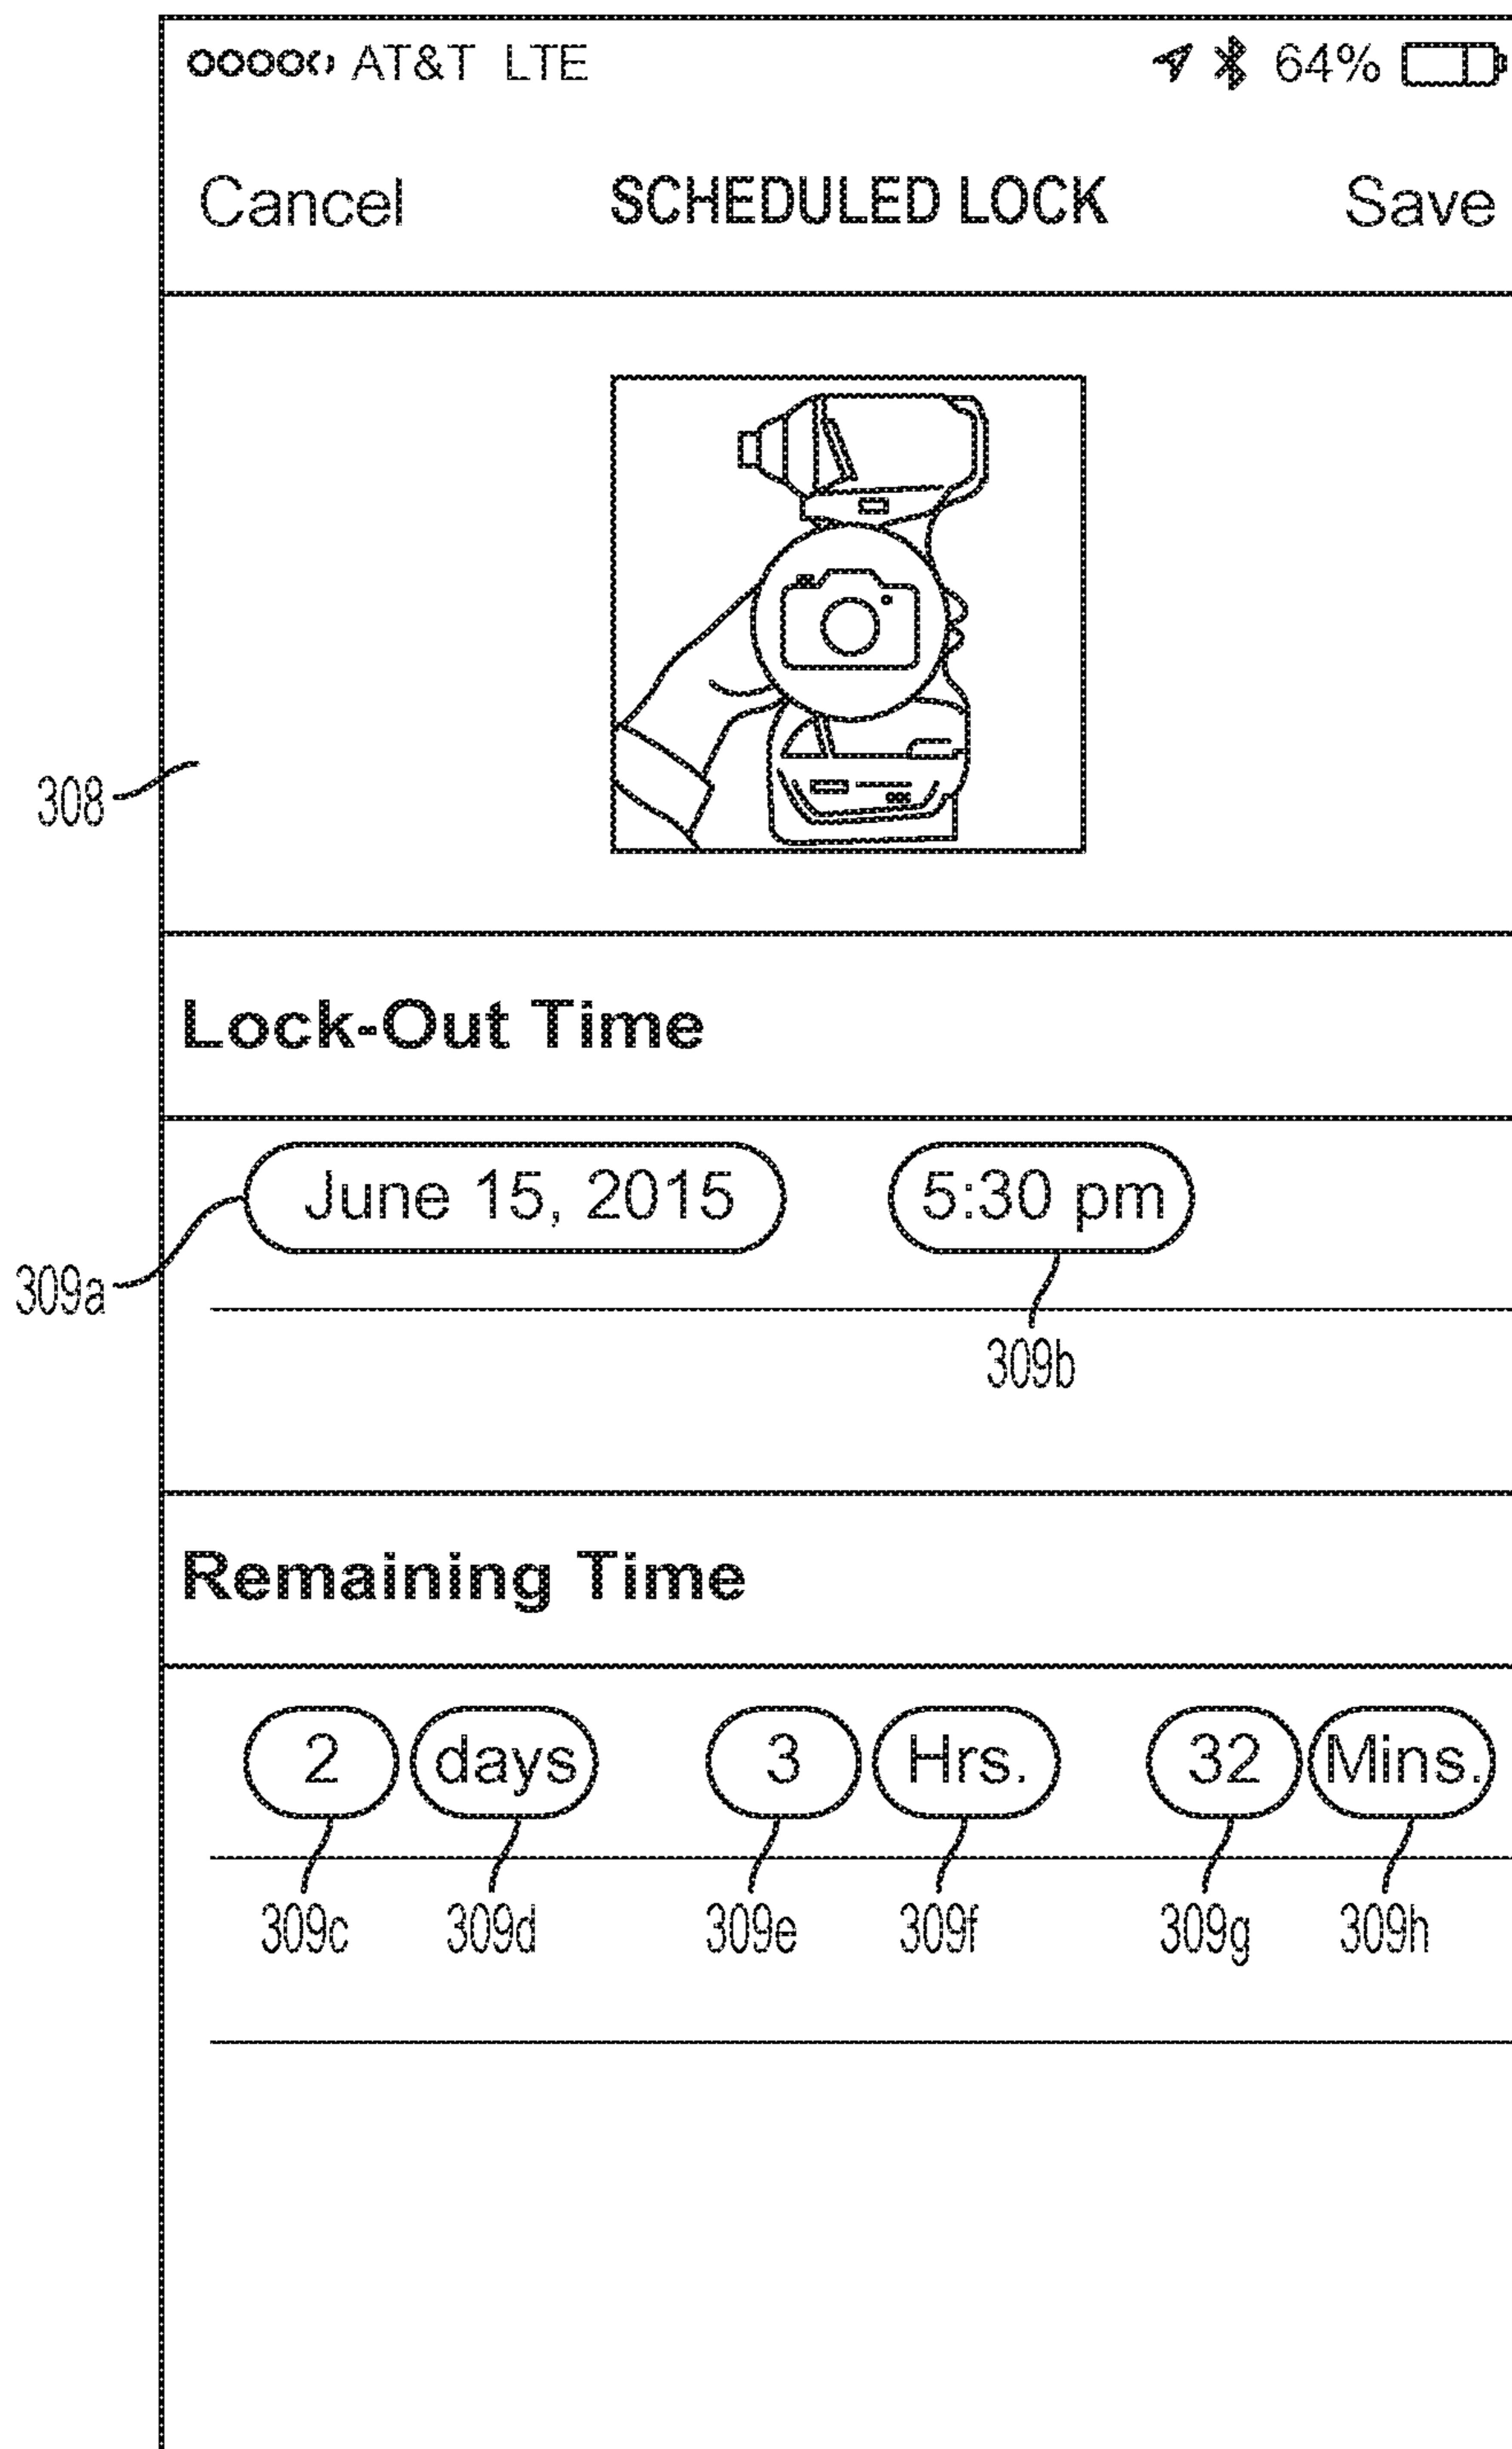 AT&T LTE 64%
Cancel SCHEDULED LOCK Save
308
Lock-Out Time
June 15, 2015 5:30 pm
309a
309b
Remaining Time
2 days 3 Hrs. 32 Mins.
309c 309d 309e 309f 309g 309h